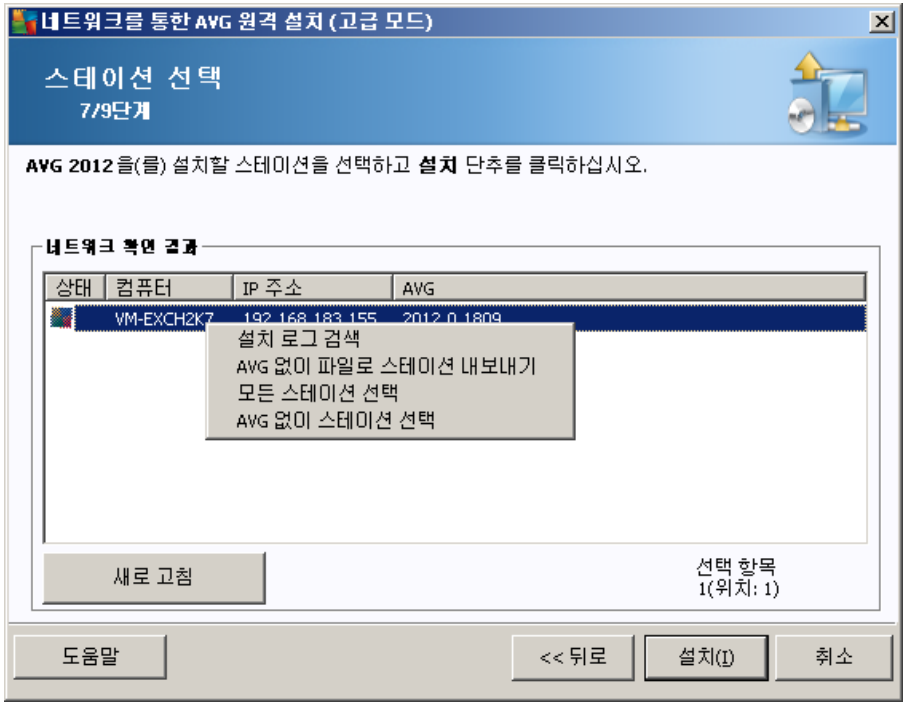 네트워크를 통한 AVG 원격 설치 (고급 모드)
스테이션 선택
7/9단계
AVG 2012 을(를) 설치할 스테이션을 선택하고 설치 단추를 클릭하십시오.
네트워크 확인 결과
상태 컴퓨터 IP 주소 AVG
VM-EXCH2K7 192.168.183.155 2012.0.1809
설치 로그 검색
AVG 없이 파일로 스테이션 내보내기
모든 스테이션 선택
AVG 없이 스테이션 선택
새로 고침
선택 항목
1(위치: 1)
도움말
<< 뒤로
설치(I)
취소